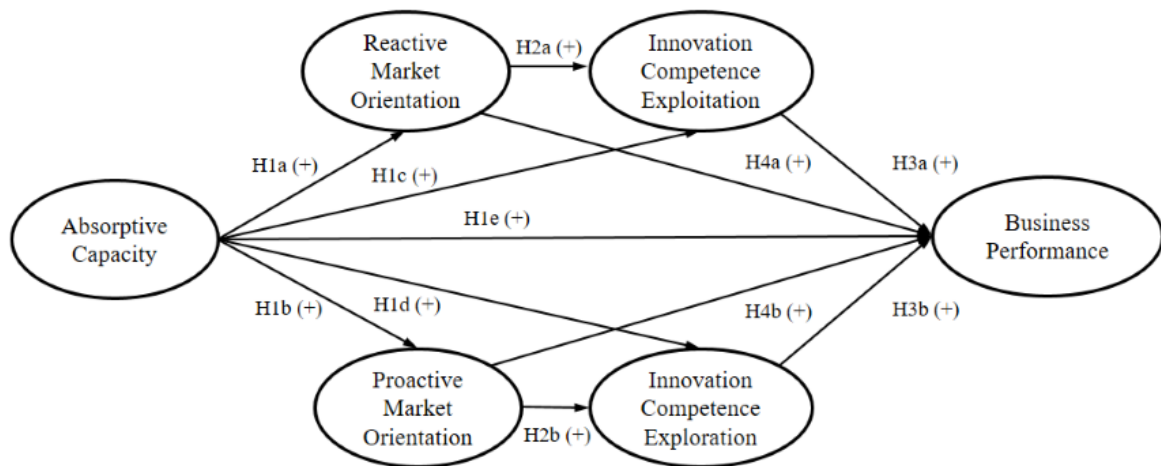 Reactive
Market
Orientation
H2a (+)
Innovation
Competence
Exploitation
H1a (+)
H1c (+)
H4a (+)
H3a (+)
Absorptive
Capacity
H1e (+)
Business
Performance
H1b (+)
H1d (+)
H4b (+)
H3b (+)
Proactive
Market
Orientation
H2b (+)
Innovation
Competence
Exploration